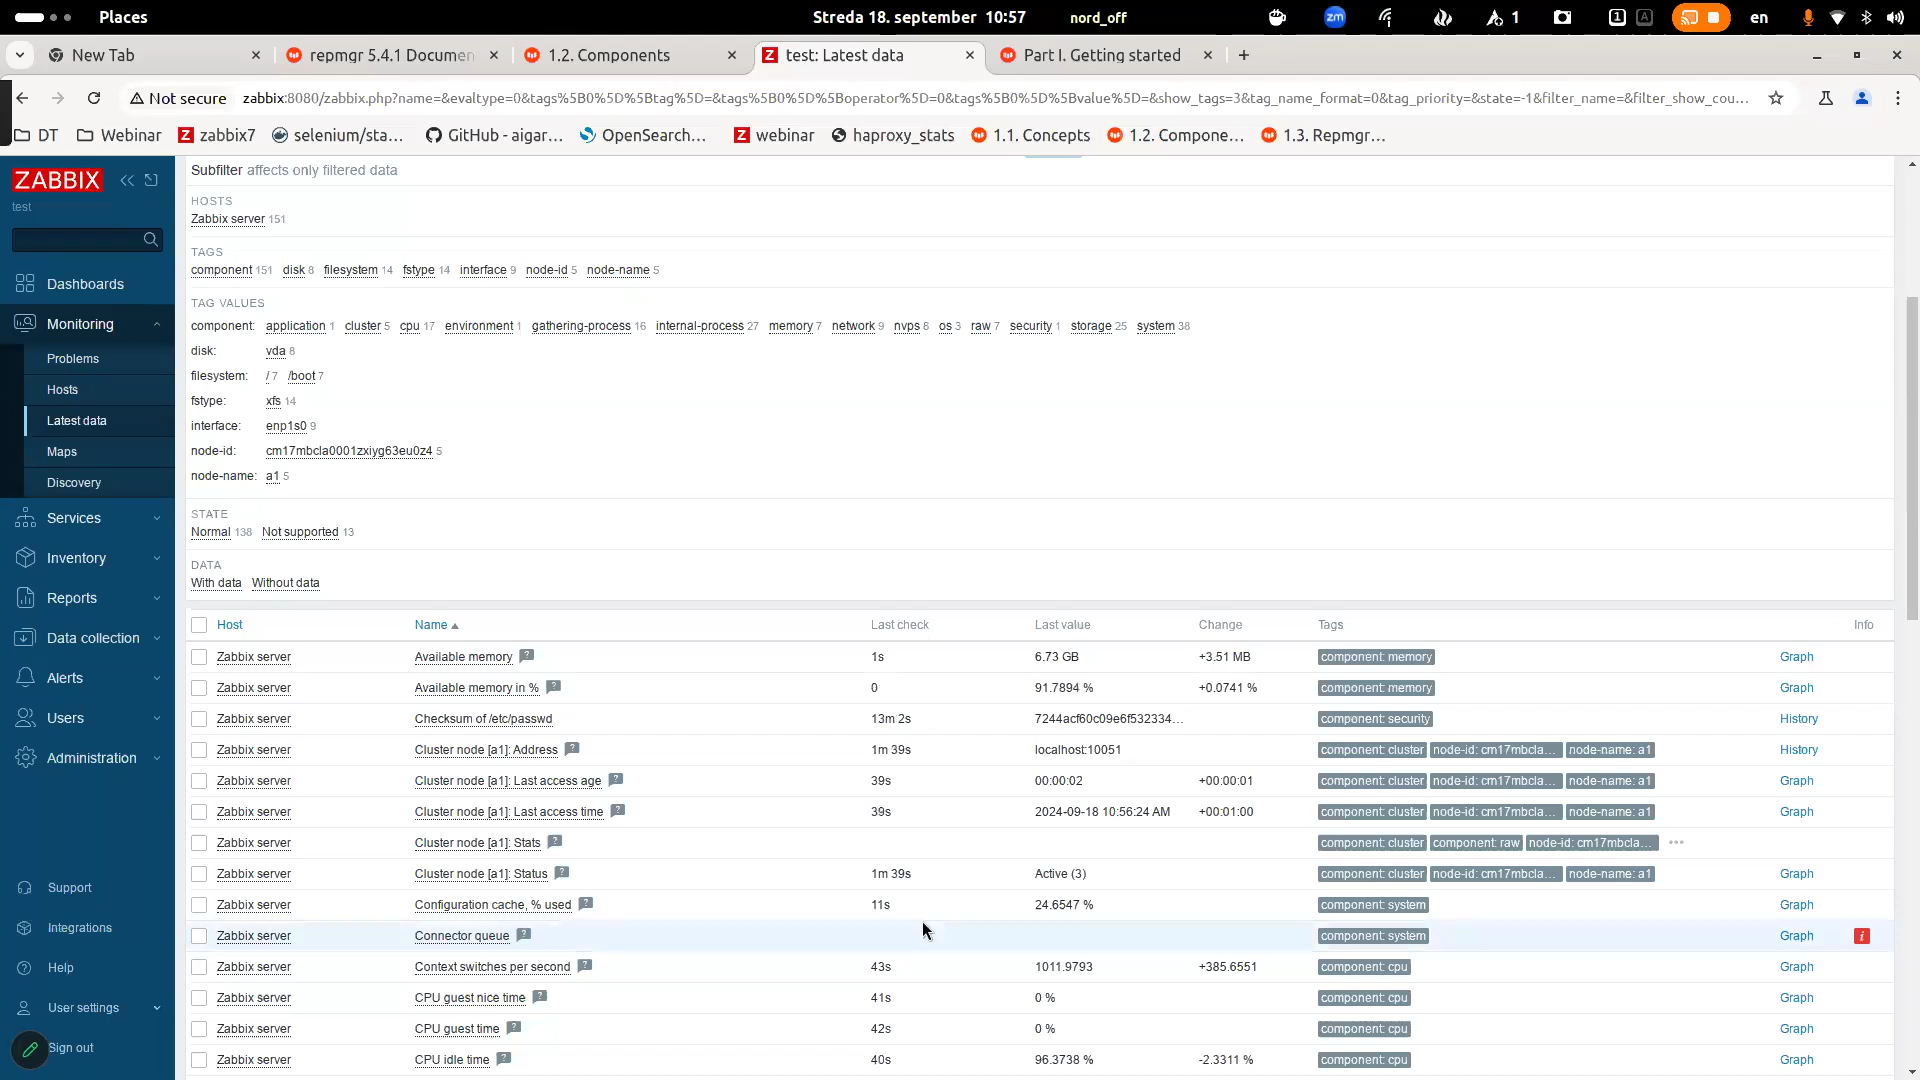 Places
Streda 18. september 10:57
nord_off
zm
1
1
A
en
New Tab
repmgr 5.4.1 Documen
1.2. Components
test: Latest data
Part I. Getting started
Not secure
zabbix:8080/zabbix.php?name=&evaltype=0&tags%5B0%5D%5Btag%5D=&tags%5B0%5D%5Boperator%5D=0&tags%5B0%5D%5Bvalue%5D=&show_tags=3&tag_name_format=0&tag_priority=&state=-1&filter_name=&filter_show_cou...
DT
Webinar
zabbix7
selenium/sta...
GitHub - aigar...
OpenSearch...
webinar
haproxy_stats
1.1. Concepts
1.2. Compone...
1.3. Repmgr...
ZABBIX
test
Dashboards
Monitoring
Problems
Hosts
Latest data
Maps
Discovery
Services
Inventory
Reports
Data collection
Alerts
Users
Administration
Support
Integrations
Help
User settings
Sign out
Subfilter affects only filtered data
HOSTS
Zabbix server 151
TAGS
component 151 disk 8 filesystem 14 fstype 14 interface 9 node-id 5 node-name 5
TAG VALUES
component: application 1 cluster 5 cpu 17 environment 1 gathering-process 16 internal-process 27 memory 7 network 9 nvps 8 os 3 raw 7 security 1 storage 25 system 38
disk: vda 8
filesystem: / 7 /boot 7
fstype: xfs 14
interface: enp1s0 9
node-id: cm17mbcla0001zxiyg63eu0z4 5
node-name: a1 5
STATE
Normal 138 Not supported 13
DATA
With data Without data
Host Name Last check Last value Change Tags Info
Zabbix server Available memory ? 1s 6.73 GB +3.51 MB component: memory Graph
Zabbix server Available memory in % ? 0 91.7894 % +0.0741 % component: memory Graph
Zabbix server Checksum of /etc/passwd 13m 2s 7244acf60c09e6f532334... component: security History
Zabbix server Cluster node [a1]: Address ? 1m 39s localhost:10051 component: cluster node-id: cm17mbcla... node-name: a1 History
Zabbix server Cluster node [a1]: Last access age ? 39s 00:00:02 +00:00:01 component: cluster node-id: cm17mbcla... node-name: a1 Graph
Zabbix server Cluster node [a1]: Last access time ? 39s 2024-09-18 10:56:24 AM +00:01:00 component: cluster node-id: cm17mbcla... node-name: a1 Graph
Zabbix server Cluster node [a1]: Stats ? component: cluster component: raw node-id: cm17mbcla... •••
Zabbix server Cluster node [a1]: Status ? 1m 39s Active (3) component: cluster node-id: cm17mbcla... node-name: a1 Graph
Zabbix server Configuration cache, % used ? 11s 24.6547 % component: system Graph
Zabbix server Connector queue ? component: system Graph i
Zabbix server Context switches per second ? 43s 1011.9793 +385.6551 component: cpu Graph
Zabbix server CPU guest nice time ? 41s 0 % component: cpu Graph
Zabbix server CPU guest time ? 42s 0 % component: cpu Graph
Zabbix server CPU idle time ? 40s 96.3738 % -2.3311 % component: cpu Graph